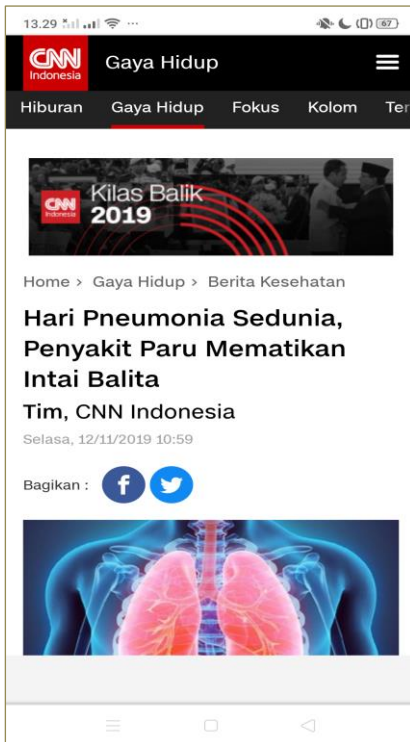 13.29
67
CNN
Indonesia
Gaya Hidup
Hiburan Gaya Hidup Fokus Kolom Ter
CNN
Indonesia
Kilas Balik
2019
Home > Gaya Hidup > Berita Kesehatan
Hari Pneumonia Sedunia,
Penyakit Paru Mematikan
Intai Balita
Tim, CNN Indonesia
Selasa, 12/11/2019 10:59
Bagikan :
f